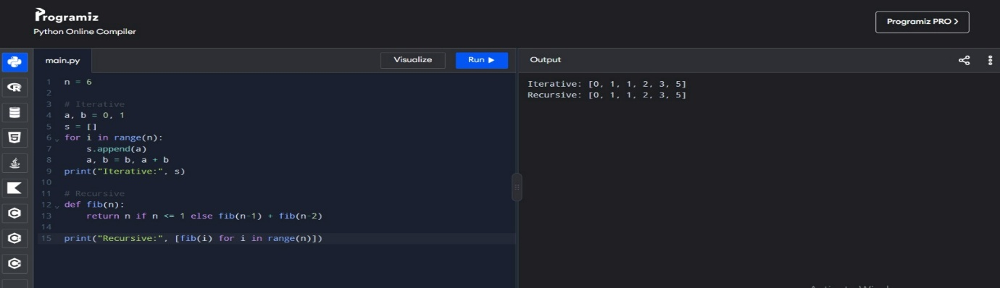 Programiz
Python Online Compiler
Programiz PRO >
main.py
Visualize
Run
Output
1 n = 6
2
3 # Iterative
4 a, b = 0, 1
5 s = []
6 for i in range(n):
7     s.append(a)
8     a, b = b, a + b
9 print("Iterative:", s)
10
11 # Recursive
12 def fib(n):
13     return n if n <= 1 else fib(n-1) + fib(n-2)
14
15 print("Recursive:", [fib(i) for i in range(n)])
Iterative: [0, 1, 1, 2, 3, 5]
Recursive: [0, 1, 1, 2, 3, 5]